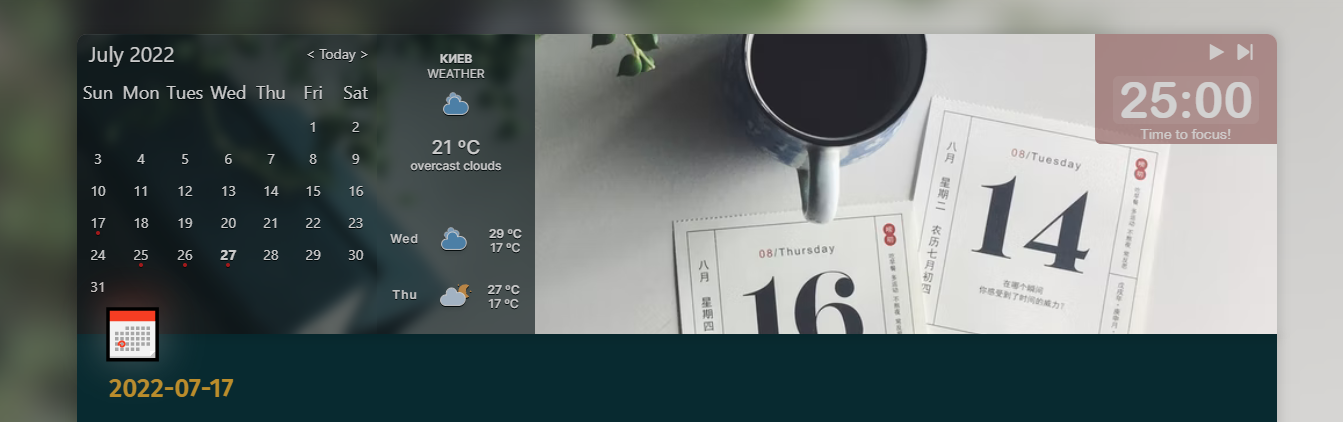 July 2022
< Today >
Sun Mon Tues Wed Thu Fri Sat
1 2
3 4 5 6 7 8 9
10 11 12 13 14 15 16
17 18 19 20 21 22 23
24 25 26 27 28 29 30
31
КИЕВ
WEATHER
21 ºC
overcast clouds
Wed
29 ºC
17 ºC
Thu
27 ºC
17 ºC
25:00
Time to focus!
八月 星期四
08/Thursday
16
八月 星期二 农历七月初四
08/Tuesday
14
在哪个瞬间
你感受到了时间的威力?
2022-07-17